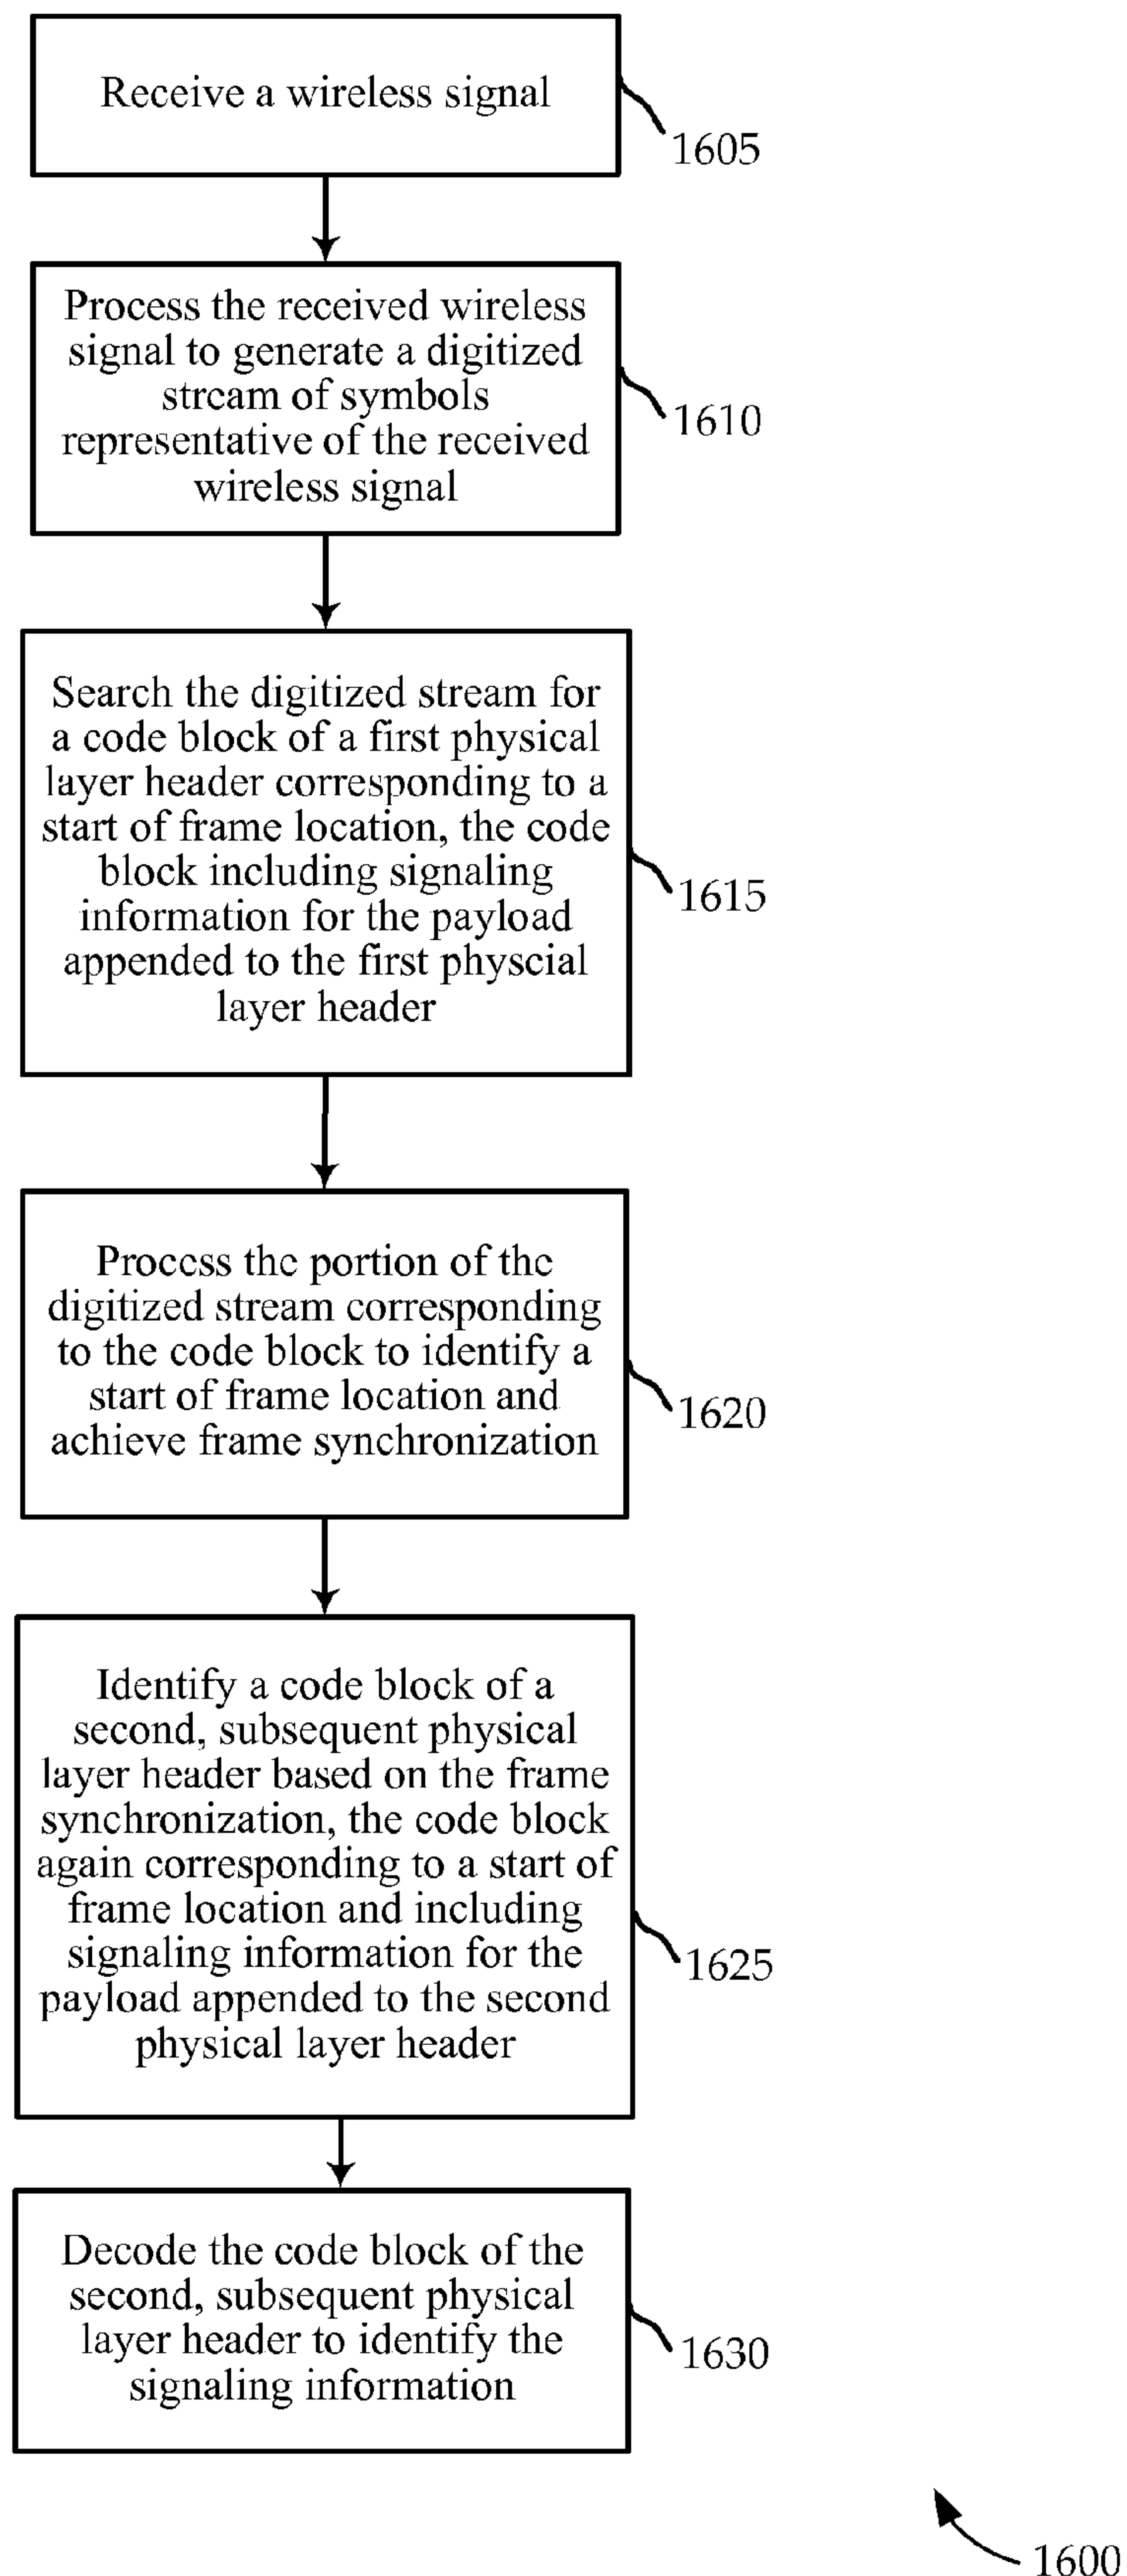 Receive a wireless signal
1605
Process the received wireless
signal to generate a digitized
stream of symbols
representative of the received
wireless signal
1610
Search the digitized stream for
a code block of a first physical
layer header corresponding to a
start of frame location, the code
block including signaling
information for the payload
appended to the first physcial
layer header
1615
Process the portion of the
digitized stream corresponding
to the code block to identify a
start of frame location and
achieve frame synchronization
1620
Identify a code block of a
second, subsequent physical
layer header based on the frame
synchronization, the code block
again corresponding to a start of
frame location and including
signaling information for the
payload appended to the second
physical layer header
1625
Decode the code block of the
second, subsequent physical
layer header to identify the
signaling information
1630
1600